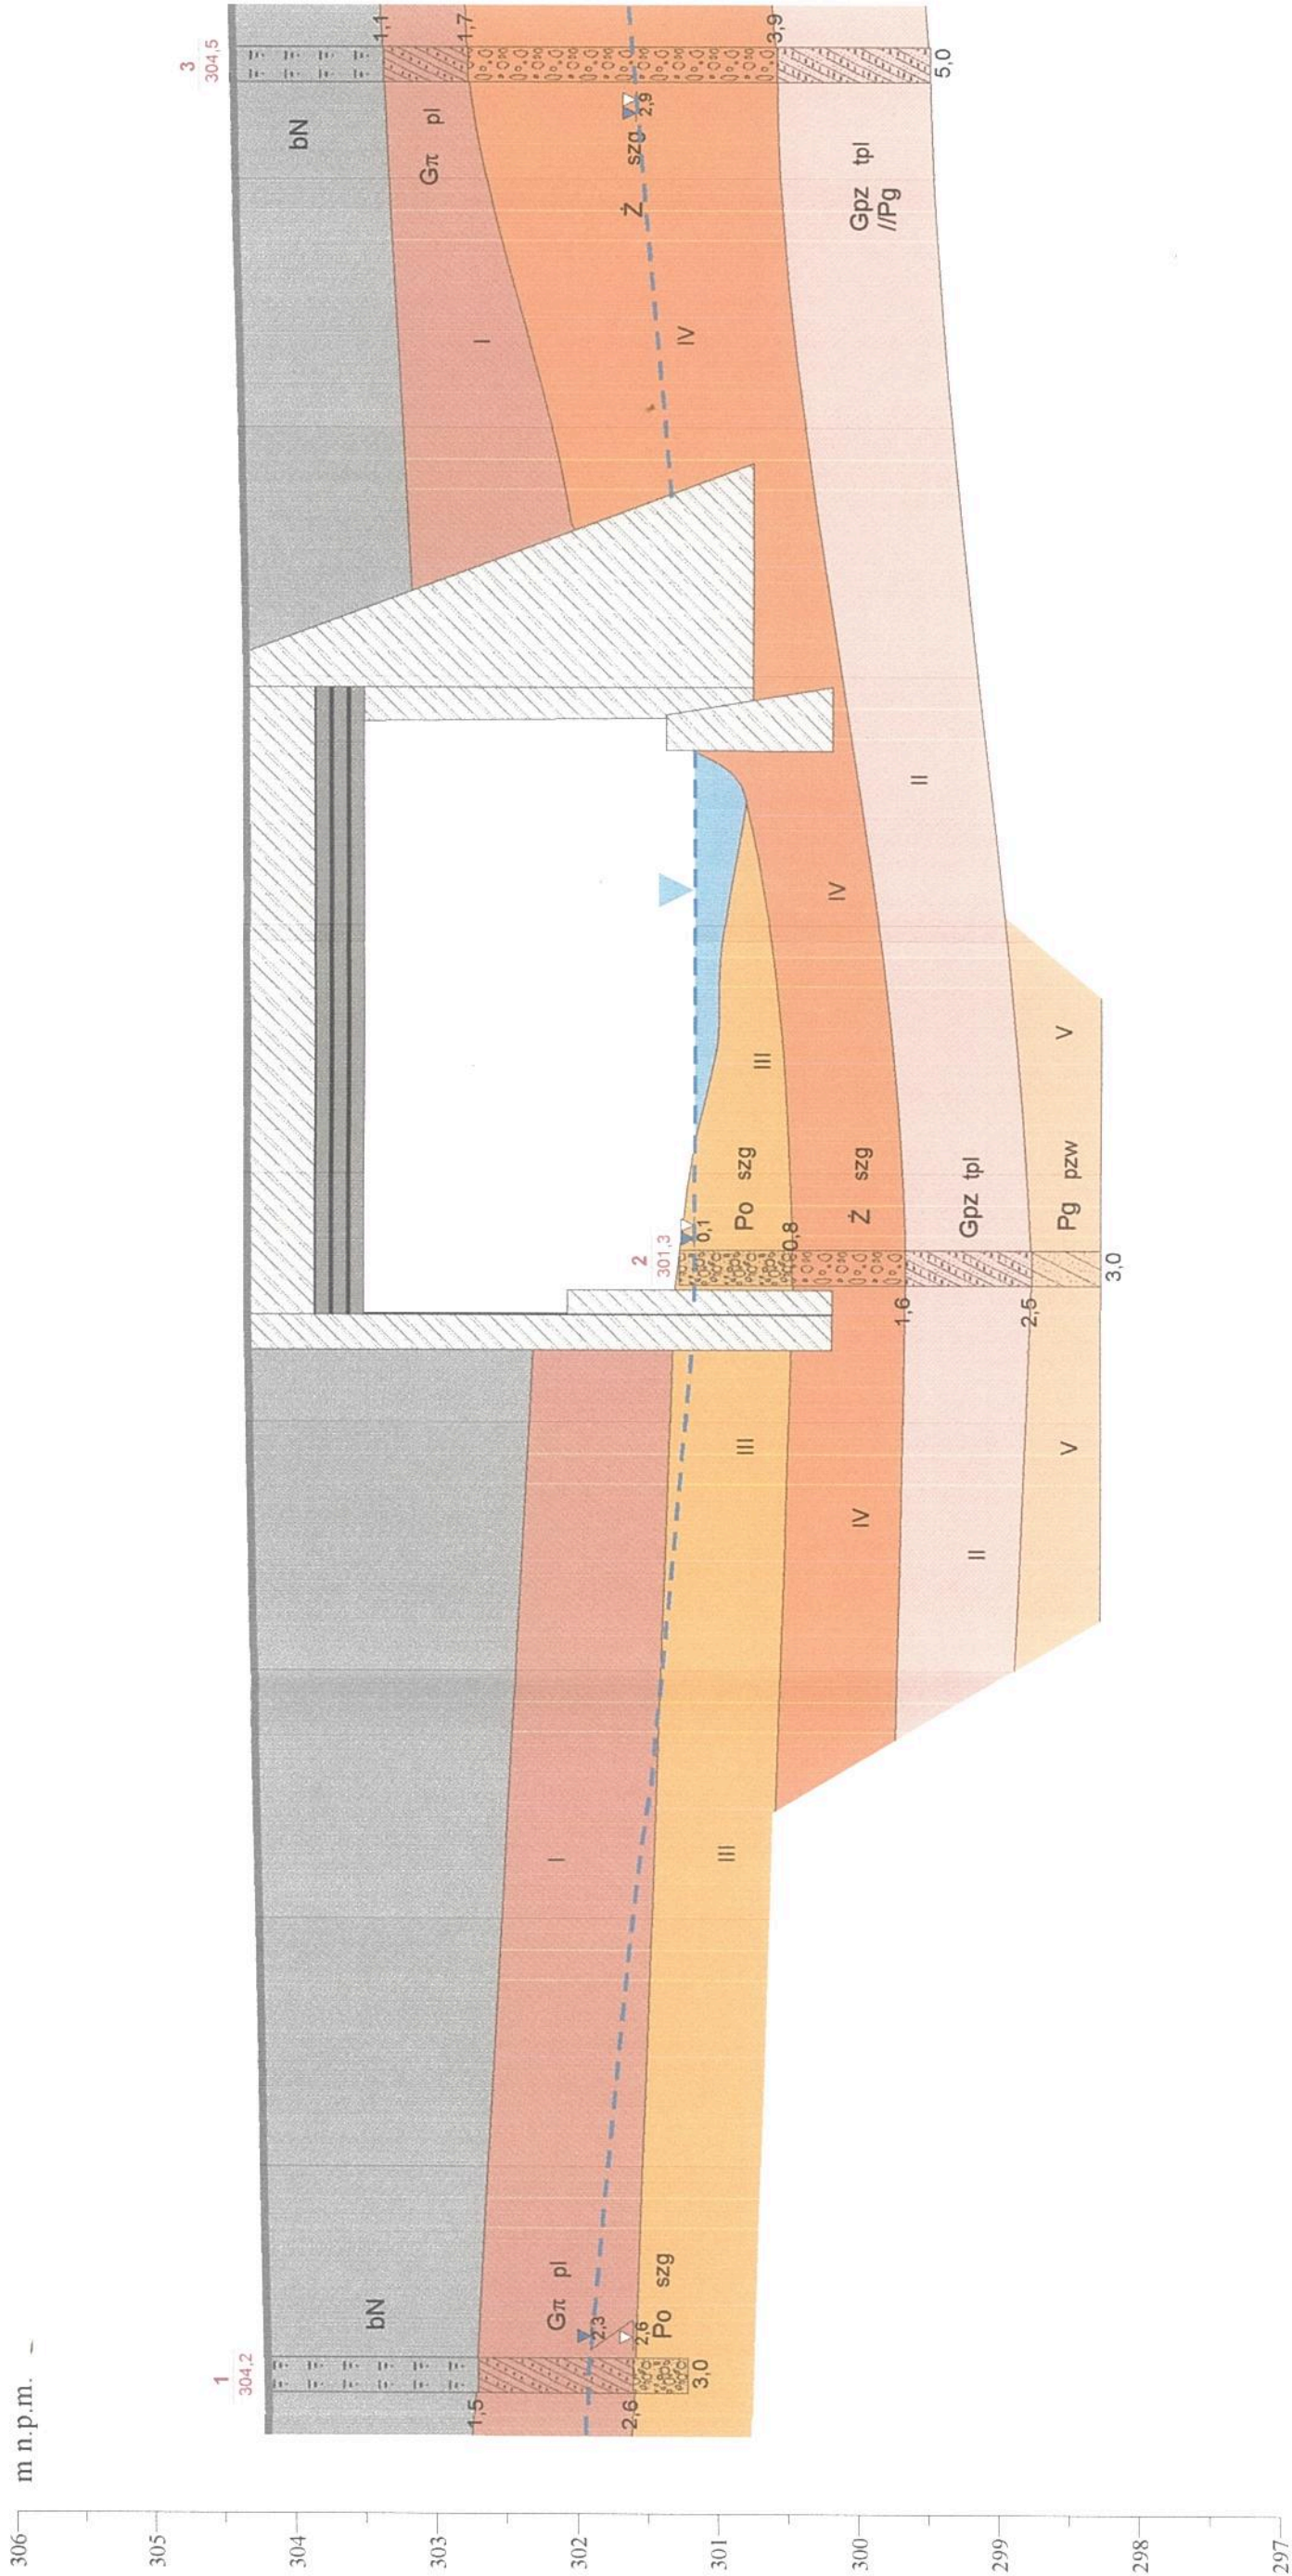 m n.p.m.
306
305
304
303
302
301
300
299
298
297
1
304,2
bN
1,5
Gπ pl
2,3
2,6
2,6
Po szg
3,0
I
III
IV
II
V
III
2
301,3
0,1
Po szg
0,8
Ż szg
1,6
Gpz tpl
2,5
Pg pzw
3,0
III
IV
II
V
3
304,5
bN
1,1
Gπ pl
1,7
I
Ż szg
2,9
IV
3,9
Gpz tpl
//Pg
5,0